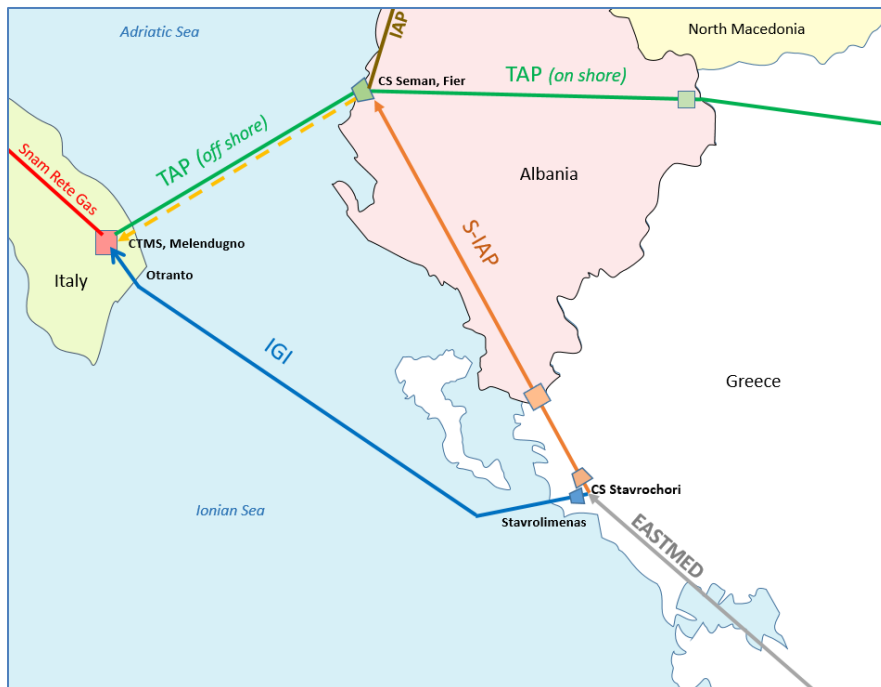 IAP
North Macedonia
Adriatic Sea
CS Seman, Fier
TAP (on shore)
TAP (off shore)
Snam Rete Gas
Albania
S-IAP
CTMS, Melendugno
Italy
Otranto
IGI
Greece
CS Stavrochori
Ionian Sea
Stavrolimenas
EASTMED